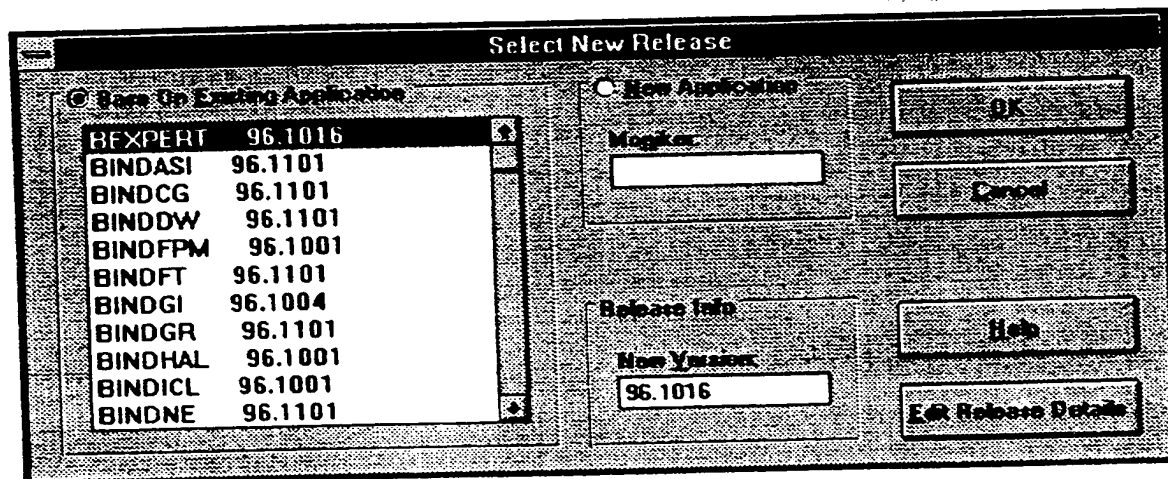 Select New Release
Base On Existing Application
BEXPERT 96.1016
BINDASI 96.1101
BINDCG 96.1101
BINDDW 96.1101
BINDFPM 96.1001
BINDFT 96.1101
BINDGI 96.1004
BINDGR 96.1101
BINDHAL 96.1001
BINDICL 96.1001
BINDNE 96.1101
New Application
Release Info
New Version:
96.1016
OK
Cancel
Help
Edit Release Details